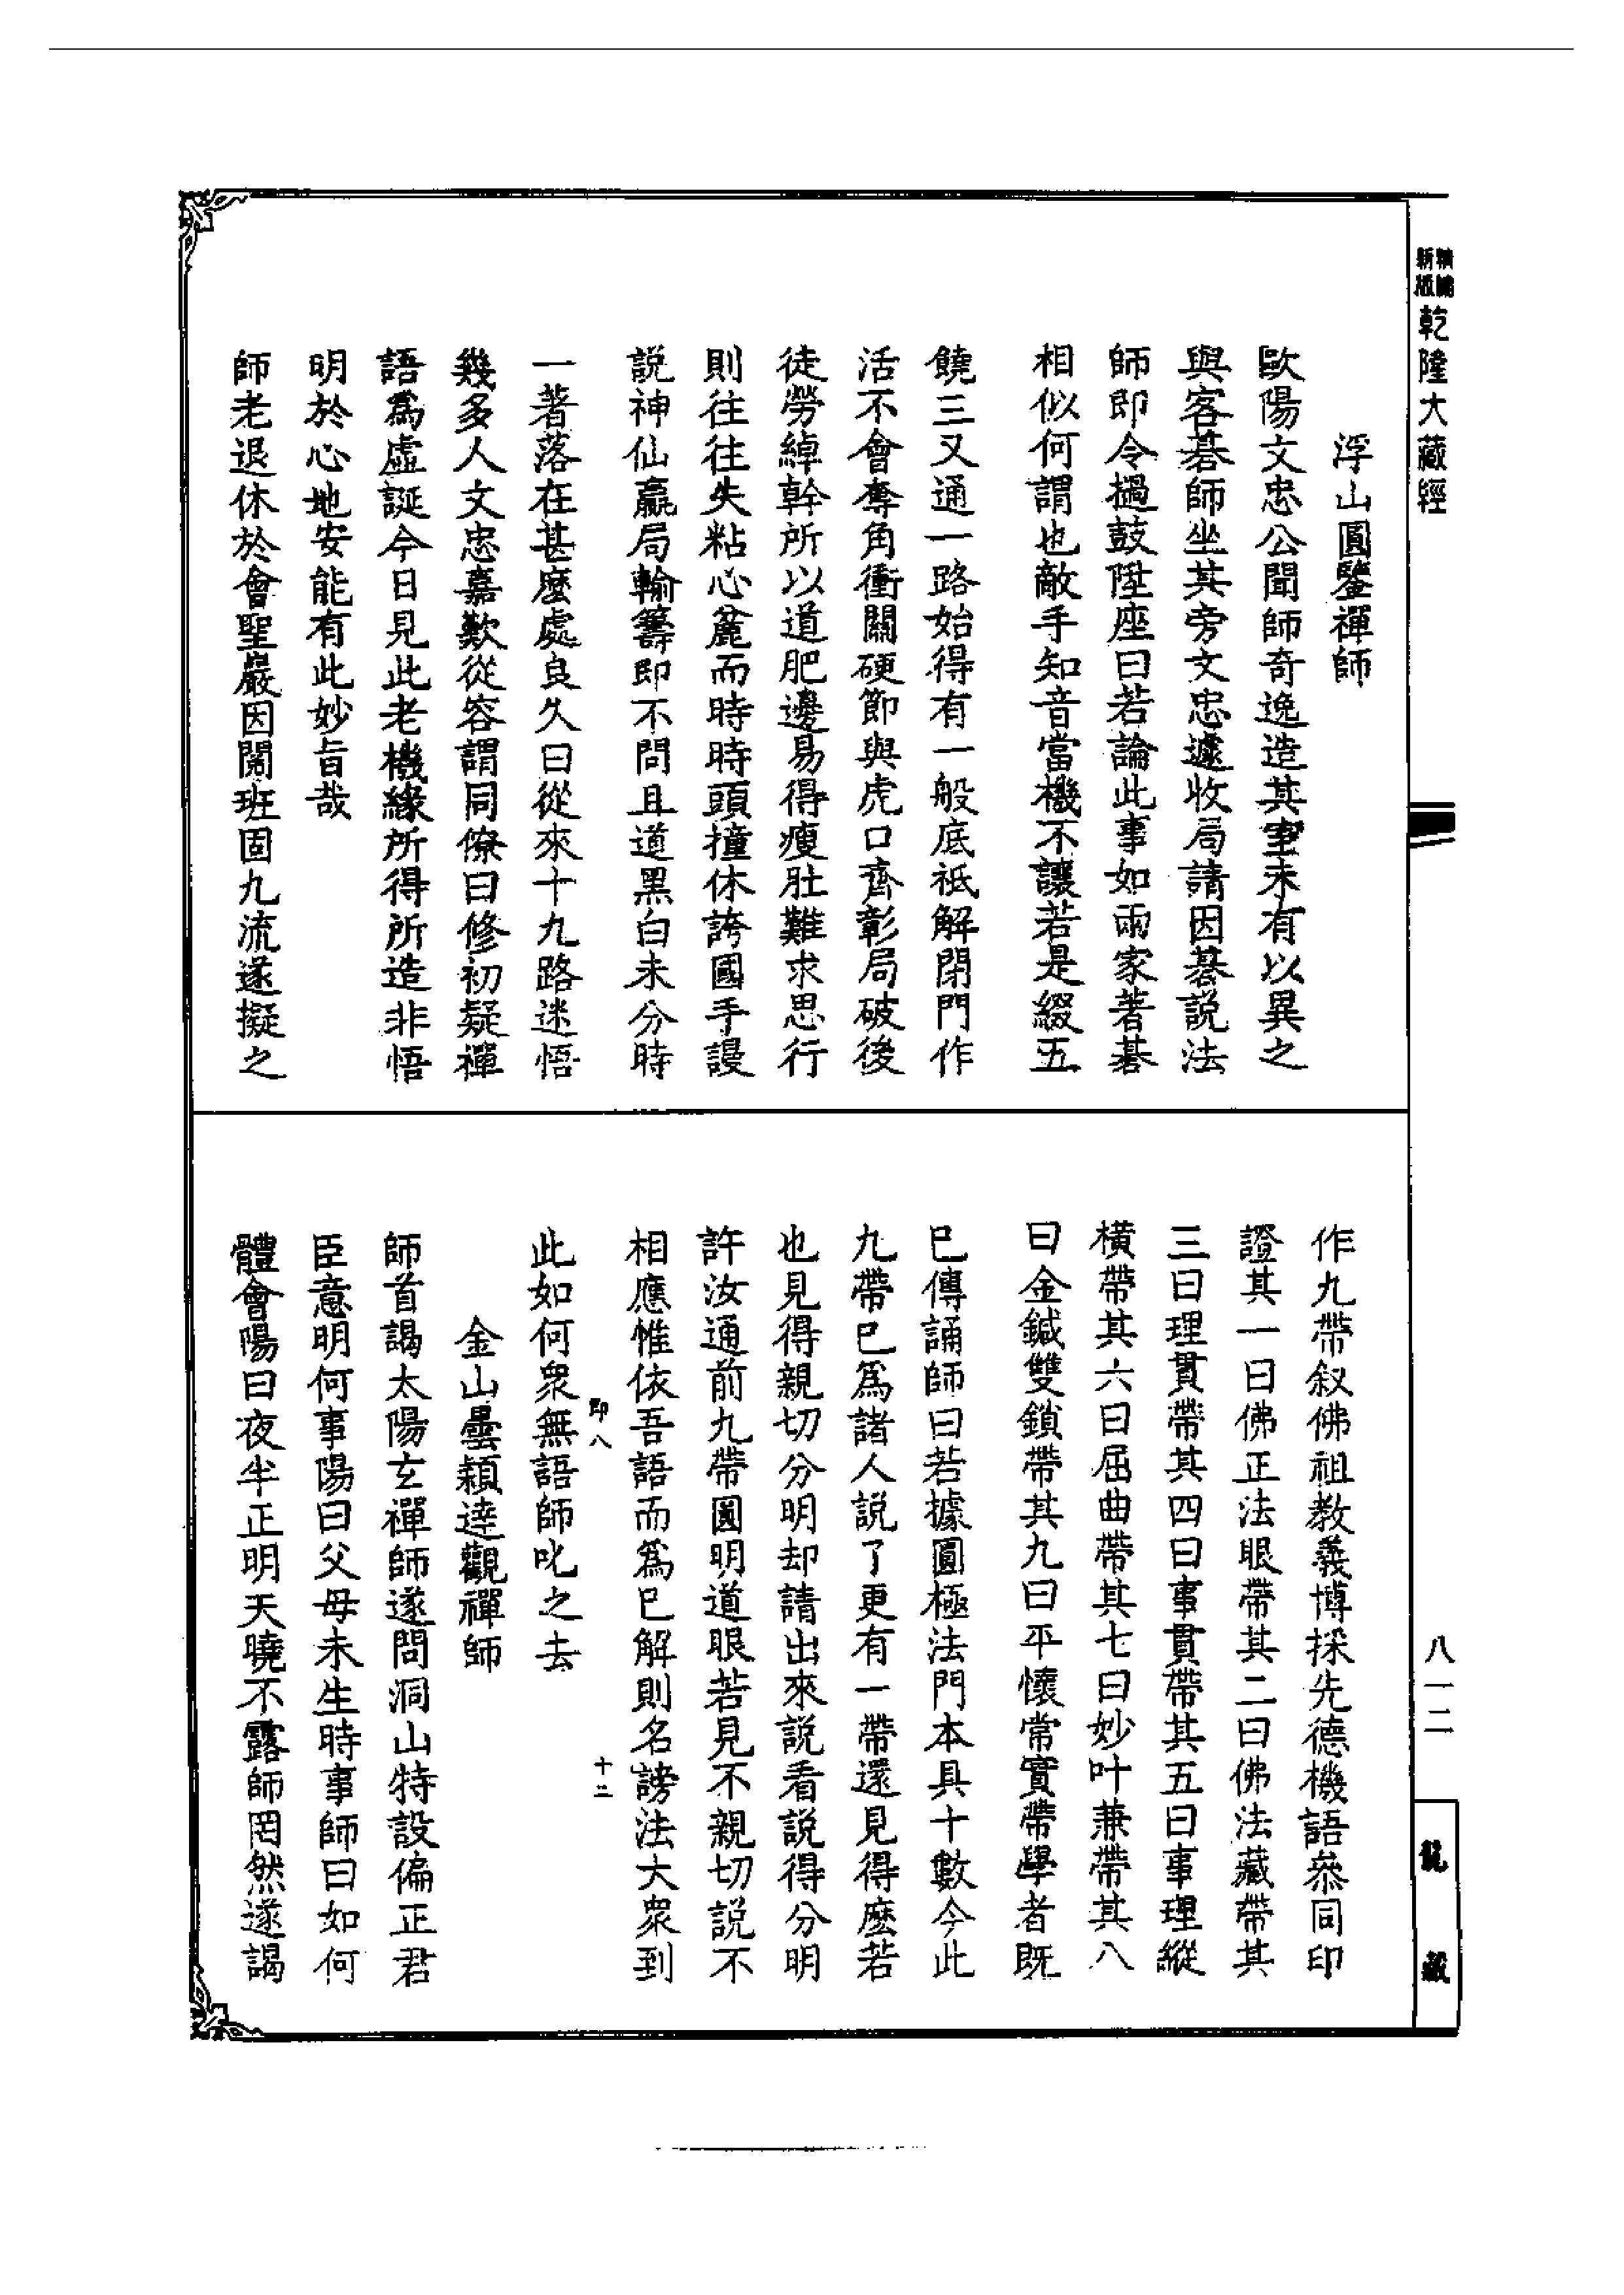 新版
精縮
乾隆大藏經
浮山圓鑒禪師
歐陽文忠公聞師奇逸造其室未有以異之
與客碁師坐其旁文忠遽收局請因碁説法
師即令撾鼓陞座曰若論此事如兩家著碁
相似何謂也敵手知音當機不讓若是綴五
饒三又通一路始得有一般底祇解閉門作
活不會奪角衝關硬節與虎口齊彰局破後
徒勞綽幹所以道肥邊易得瘦肚難求思行
則往往失粘心麄而時時頭撞休誇國手謾
説神仙贏局輸籌即不問且道黑白未分時
一著落在甚麽處良久曰從來十九路迷悟
幾多人文忠嘉歎從容謂同僚曰修初疑禪
語爲虛誕今日見此老機緣所得所造非悟
明於心地安能有此妙旨哉
師老退休於會聖巖因閱班固九流遂擬之
作九帶叙佛祖教義博採先德機語叅同印
證其一曰佛正法眼帶其二曰佛法藏帶其
三曰理貫帶其四曰事貫帶其五曰事理縱
橫帶其六曰屈曲帶其七曰妙叶兼帶其八
曰金鍼雙鎖帶其九曰平懷常實帶學者既
已傳誦師曰若據圓極法門本具十數今此
九帶已爲諸人説了更有一帶還見得麽若
也見得親切分明却請出來説看説得分明
許汝通前九帶圓明道眼若見不親切説不
相應惟依吾語而爲已解則名謗法大衆到
即八
十二
此如何衆無語師叱之去
金山曇穎達觀禪師
師首謁太陽玄禪師遂問洞山特設偏正君
臣意明何事陽曰父母未生時事師曰如何
體會陽曰夜半正明天曉不露師罔然遂謁
八一二
龍藏